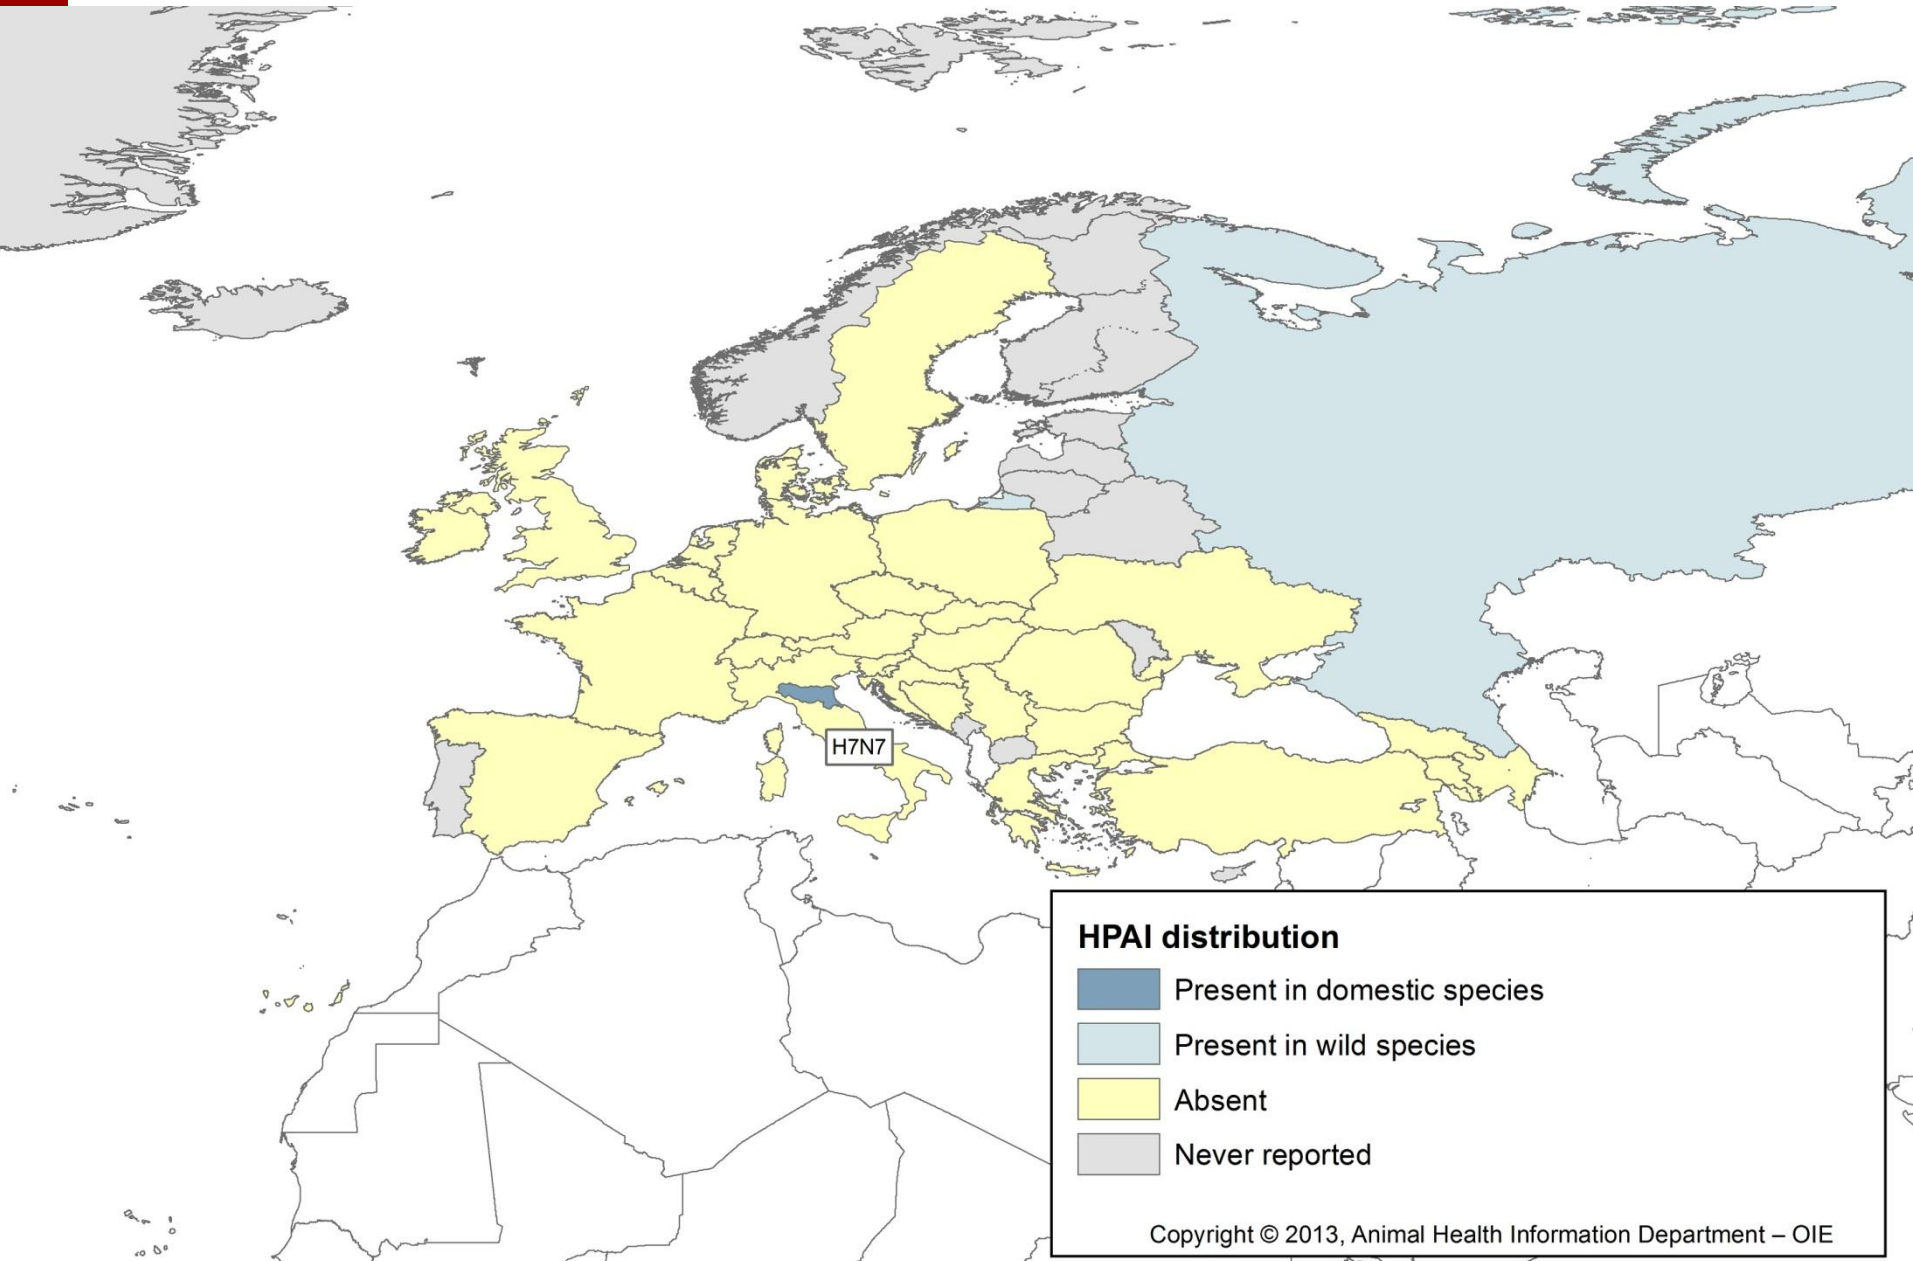 H7N7
HPAI distribution
Present in domestic species
Present in wild species
Absent
Never reported
Copyright © 2013, Animal Health Information Department – OIE